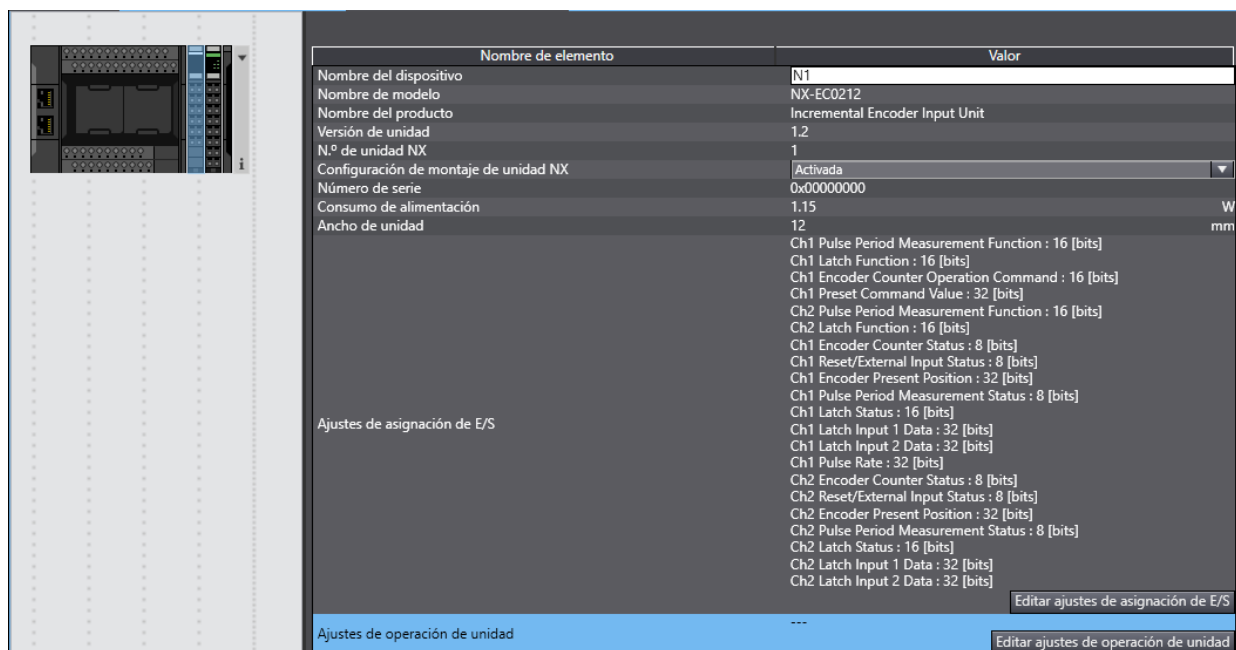 Nombre de elemento Valor
Nombre del dispositivo N1
Nombre de modelo NX-EC0212
Nombre del producto Incremental Encoder Input Unit
Versión de unidad 1.2
N.º de unidad NX 1
Configuración de montaje de unidad NX Activada
Número de serie 0x00000000
Consumo de alimentación 1.15 W
Ancho de unidad 12 mm
Ch1 Pulse Period Measurement Function : 16 [bits]
Ch1 Latch Function : 16 [bits]
Ch1 Encoder Counter Operation Command : 16 [bits]
Ch1 Preset Command Value : 32 [bits]
Ch2 Pulse Period Measurement Function : 16 [bits]
Ch2 Latch Function : 16 [bits]
Ch1 Encoder Counter Status : 8 [bits]
Ch1 Reset/External Input Status : 8 [bits]
Ch1 Encoder Present Position : 32 [bits]
Ch1 Pulse Period Measurement Status : 8 [bits]
Ch1 Latch Status : 16 [bits]
Ajustes de asignación de E/S
Ch1 Latch Input 1 Data : 32 [bits]
Ch1 Latch Input 2 Data : 32 [bits]
Ch1 Pulse Rate : 32 [bits]
Ch2 Encoder Counter Status : 8 [bits]
Ch2 Reset/External Input Status : 8 [bits]
Ch2 Encoder Present Position : 32 [bits]
Ch2 Pulse Period Measurement Status : 8 [bits]
Ch2 Latch Status : 16 [bits]
Ch2 Latch Input 1 Data : 32 [bits]
Ch2 Latch Input 2 Data : 32 [bits]
Editar ajustes de asignación de E/S
Ajustes de operación de unidad ---
Editar ajustes de operación de unidad